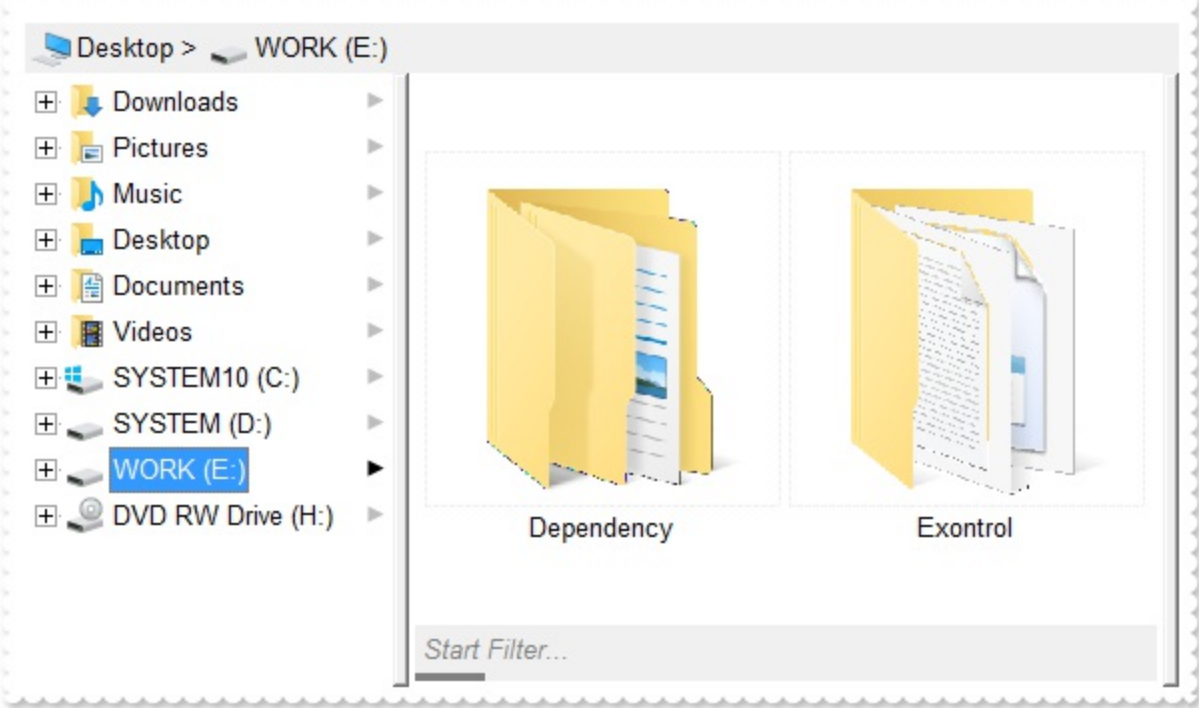 Desktop > WORK (E:)
Downloads
Pictures
Music
Desktop
Documents
Videos
SYSTEM10 (C:)
SYSTEM (D:)
WORK (E:)
DVD RW Drive (H:)
Dependency
Exontrol
Start Filter...